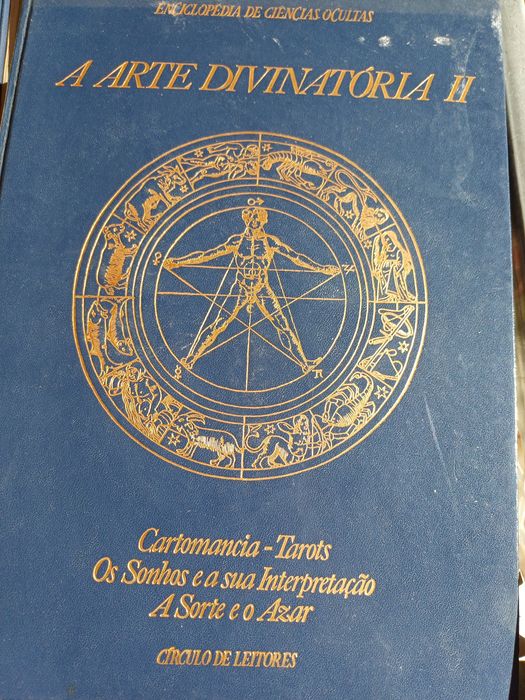 ENCICLOPÉDIA DE CIÊNCIAS OCULTAS
A ARTE DIVINATÓRIA II
Cartomancia - Tarots
Os Sonhos e a sua Interpretação
A Sorte e o Azar
CÍRCULO DE LEITORES